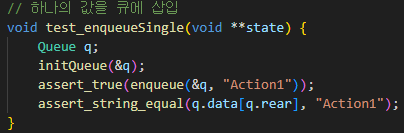 // 하나의 값을 큐에 삽입
void test_enqueueSingle(void **state) {
    Queue q;
    initQueue(&q);
    assert_true(enqueue(&q, "Action1"));
    assert_string_equal(q.data[q.rear], "Action1");
}